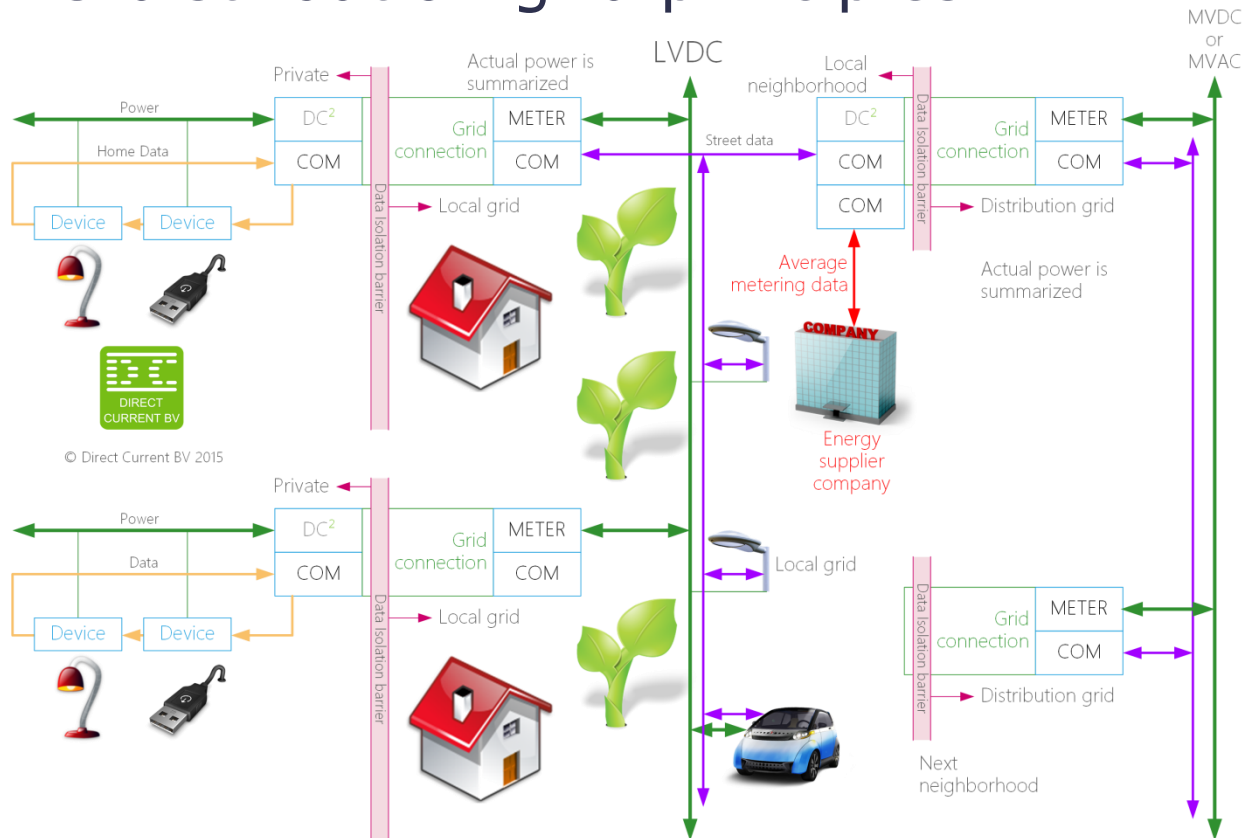 MVDC
or
MVAC
LVDC
Private
Actual power is
summarized
Local
neighborhood
Power
DC²
METER
Grid
connection
COM
Home Data
COM
Data Isolation barrier
Local grid
Device
Device
Street data
DC²
COM
COM
Grid
connection
METER
COM
Data Isolation barrier
Distribution grid
Average
metering data
Actual power is
summarized
COMPANY
Energy
supplier
company
DC
DIRECT
CURRENT BV
© Direct Current BV 2015
Private
Power
DC²
METER
Grid
connection
COM
Data
COM
Data Isolation barrier
Local grid
Device
Device
Local grid
Grid
connection
METER
COM
Data Isolation barrier
Distribution grid
Next
neighborhood